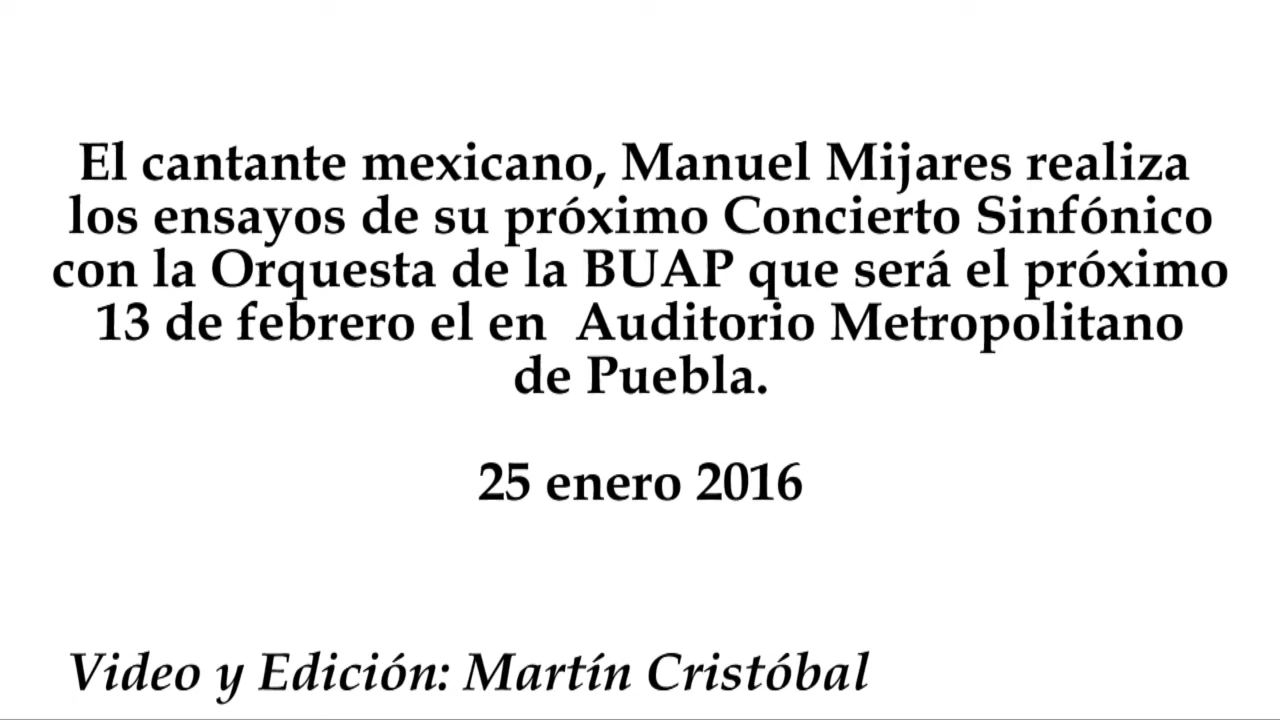 El cantante mexicano, Manuel Mijares realiza
los ensayos de su próximo Concierto Sinfónico
con la Orquesta de la BUAP que será el próximo
13 de febrero el en  Auditorio Metropolitano
de Puebla.
25 enero 2016
Video y Edición: Martín Cristóbal